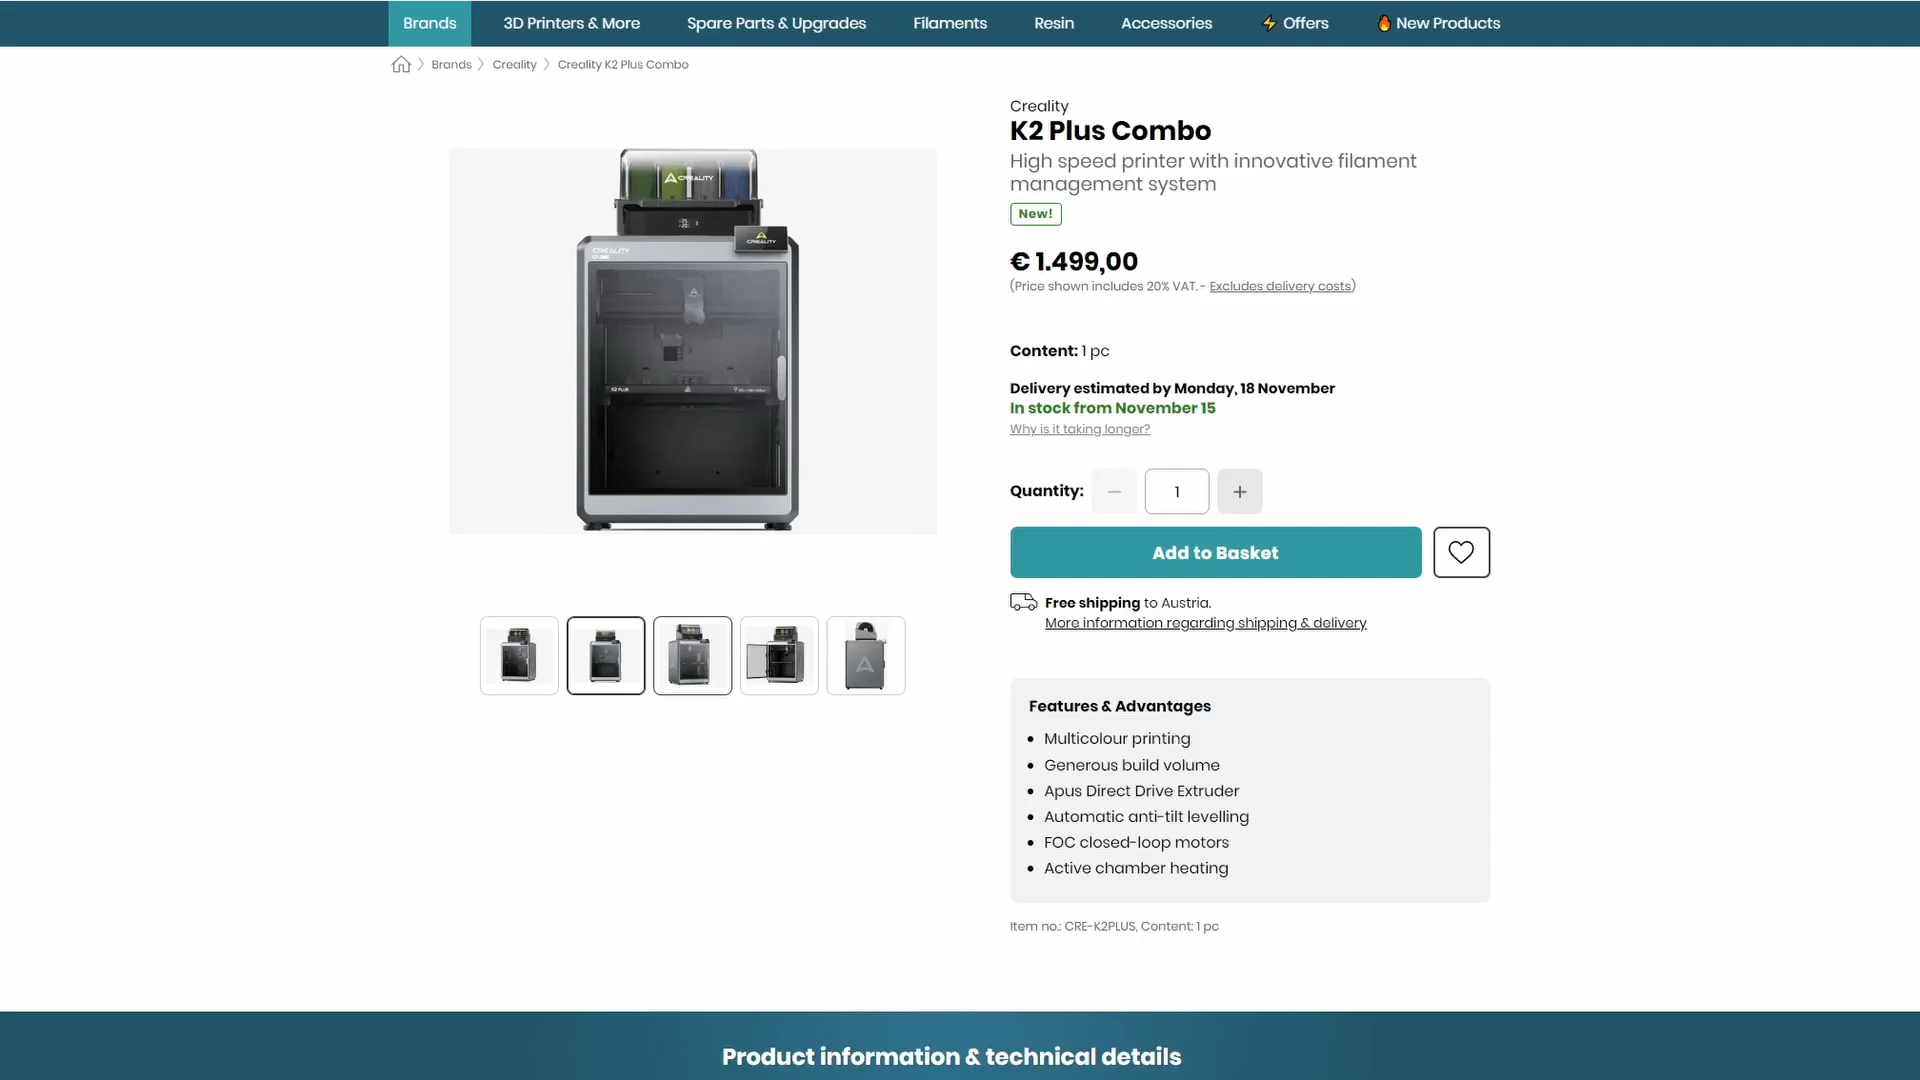 Brands
3D Printers & More
Spare Parts & Upgrades
Filaments
Resin
Accessories
⚡ Offers
🔥 New Products
Brands
Creality
Creality K2 Plus Combo
CREALITY
CREALITY
CREALITY
K2 PLUS
Creality
K2 Plus Combo
High speed printer with innovative filament
management system
New!
€ 1.499,00
(Price shown includes 20% VAT. - Excludes delivery costs)
Content: 1 pc
Delivery estimated by Monday, 18 November
In stock from November 15
Why is it taking longer?
Quantity: − 1 +
Add to Basket
Free shipping to Austria.
More information regarding shipping & delivery
Features & Advantages
• Multicolour printing
• Generous build volume
• Apus Direct Drive Extruder
• Automatic anti-tilt levelling
• FOC closed-loop motors
• Active chamber heating
Item no.: CRE-K2PLUS, Content: 1 pc
Product information & technical details